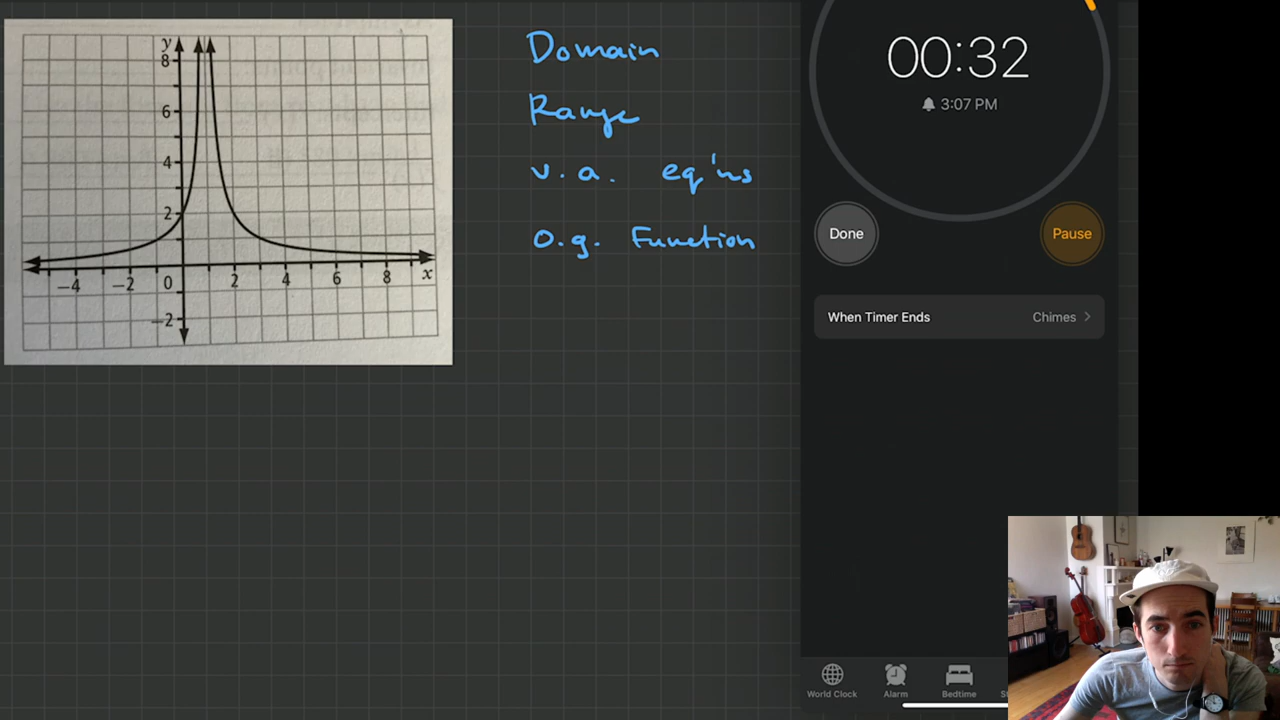 y
8
6
4
2
-4 -2 0 2 4 6 8 x
-2
Domain
Range
v.a. eq'ns
o.g. Function
00:32
3:07 PM
Done
Pause
When Timer Ends Chimes
World Clock
Alarm
Bedtime